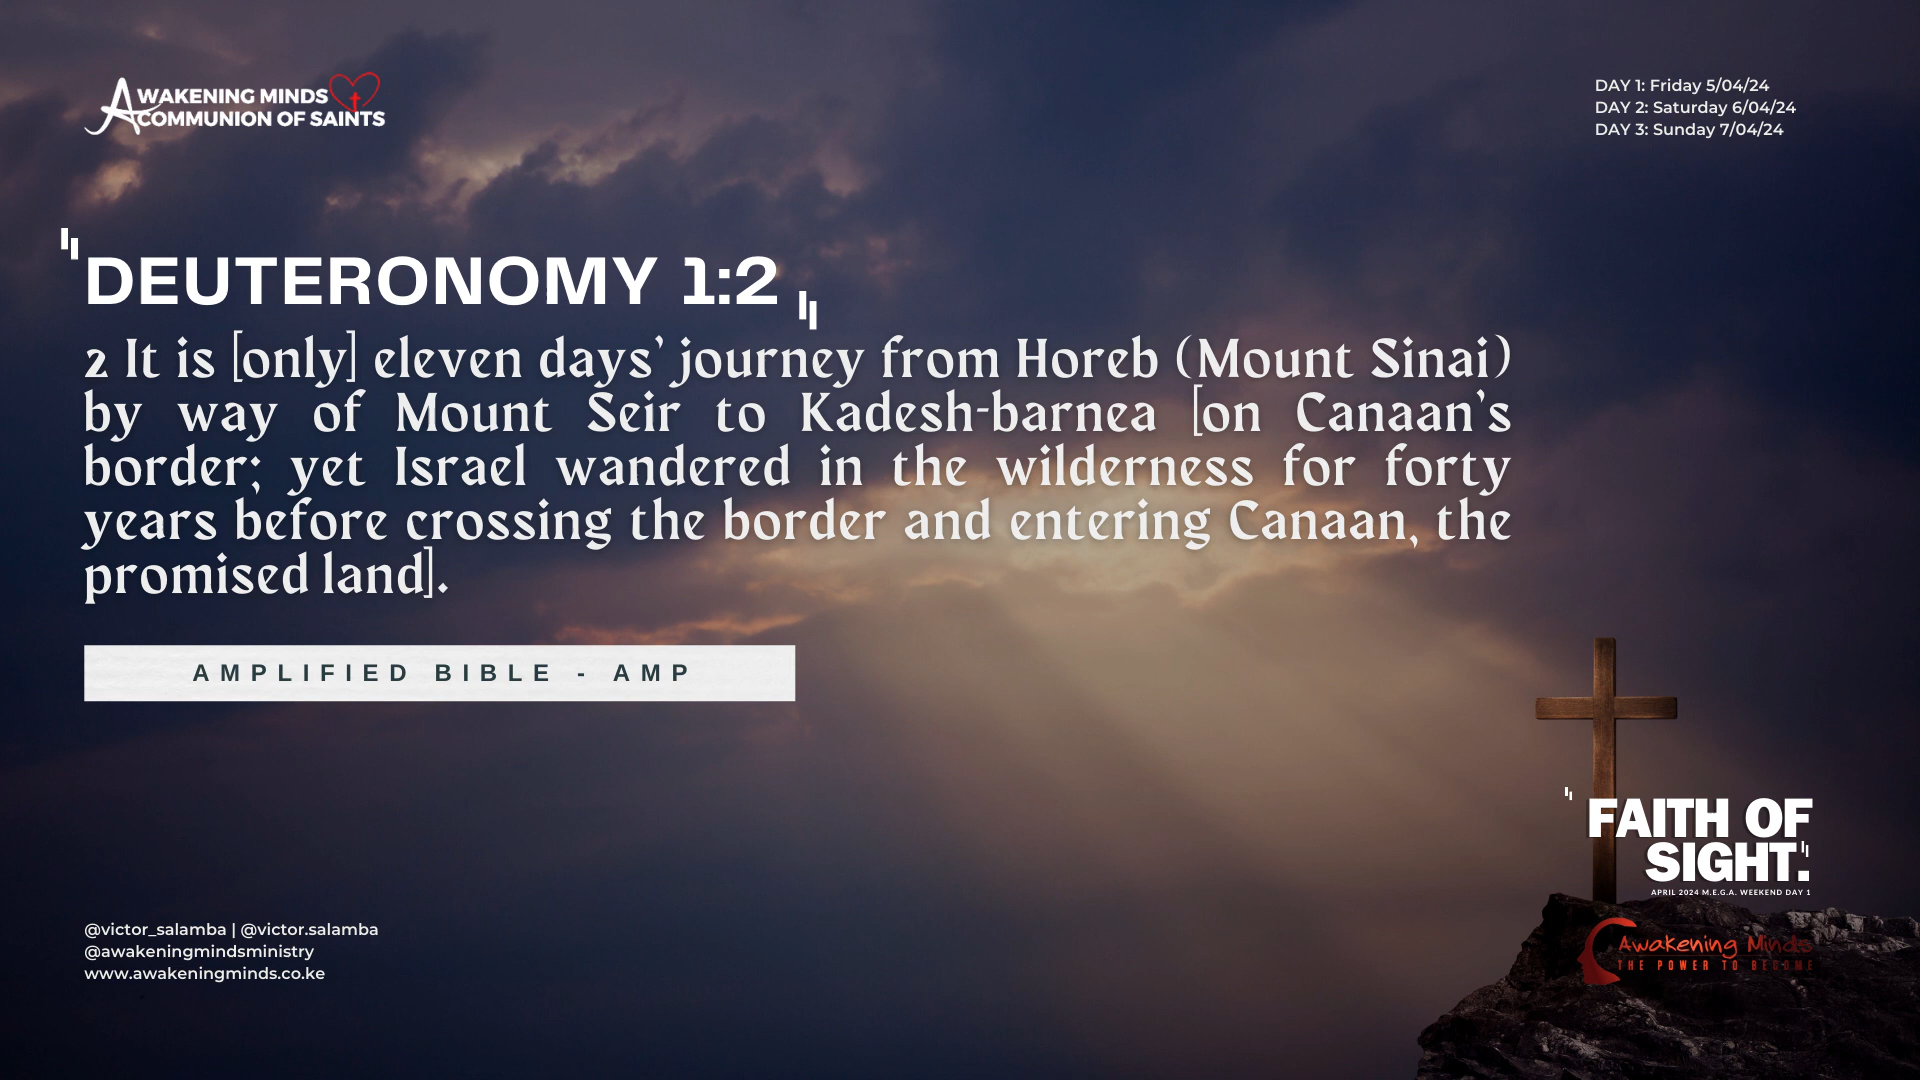 AWAKENING MINDS
COMMUNION OF SAINTS
DAY 1: Friday 5/04/24
DAY 2: Saturday 6/04/24
DAY 3: Sunday 7/04/24
DEUTERONOMY 1:2
2 It is [only] eleven days’ journey from Horeb (Mount Sinai)
by way of Mount Seir to Kadesh-barnea [on Canaan’s
border; yet Israel wandered in the wilderness for forty
years before crossing the border and entering Canaan, the
promised land].
AMPLIFIED BIBLE - AMP
FAITH OF
SIGHT.
APRIL 2024 M.E.G.A. WEEKEND DAY 1
@victor_salamba | @victor.salamba
@awakeningmindsministry
www.awakeningminds.co.ke
Awakening Minds
THE POWER TO BECOME